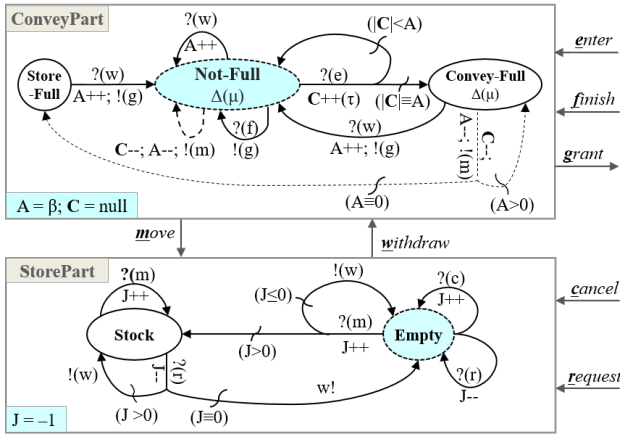 ConveyPart
?(w)
A++
(|C|<A)
enter
Store
-Full
?(w)
A++; !(g)
Not-Full
Δ(μ)
?(e)
C++(τ)
(|C|≡A)
Convey-Full
Δ(μ)
?(f)
!(g)
?(w)
A++; !(g)
C--; A--; !(m)
C--;
A--; !(m)
finish
grant
(A≡0)
(A>0)
A = β; C = null
move
withdraw
StorePart
?(m)
J++
Stock
!(w)
(J≤0)
?(m)
J++
(J>0)
?(c)
J++
Empty
cancel
?(r)
J--
!(w)
(J >0)
(J≡0)
w!
?(r)
J--
request
J = –1